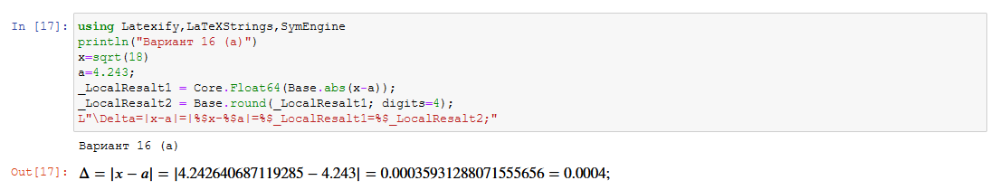 In [17]: using Latexify,LaTeXStrings,SymEngine
println("Вариант 16 (а)")
x=sqrt(18)
a=4.243;
_LocalResalt1 = Core.Float64(Base.abs(x-a));
_LocalResalt2 = Base.round(_LocalResalt1; digits=4);
L"\Delta=|x-a|=|%$x-%$a|=%$_LocalResalt1=%$_LocalResalt2;"
Вариант 16 (а)
Out[17]: Δ = |x − a| = |4.242640687119285 − 4.243| = 0.00035931288071555656 = 0.0004;